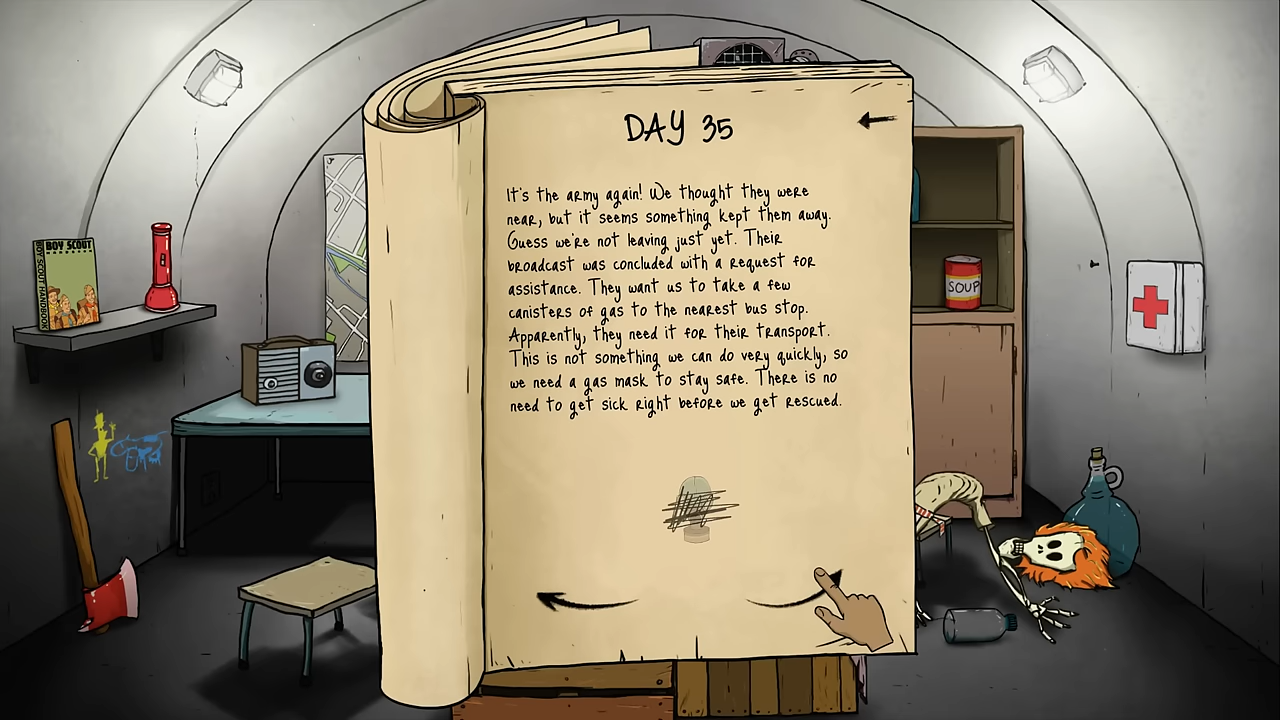 DAY 35
It's the army again! We thought they were
near, but it seems something kept them away.
Guess we're not leaving just yet. Their
broadcast was concluded with a request for
assistance. They want us to take a few
canisters of gas to the nearest bus stop.
Apparently, they need it for their transport.
This is not something we can do very quickly, so
we need a gas mask to stay safe. There is no
need to get sick right before we get rescued.
BOY SCOUT
BOY SCOUT HANDBOOK
SOUP